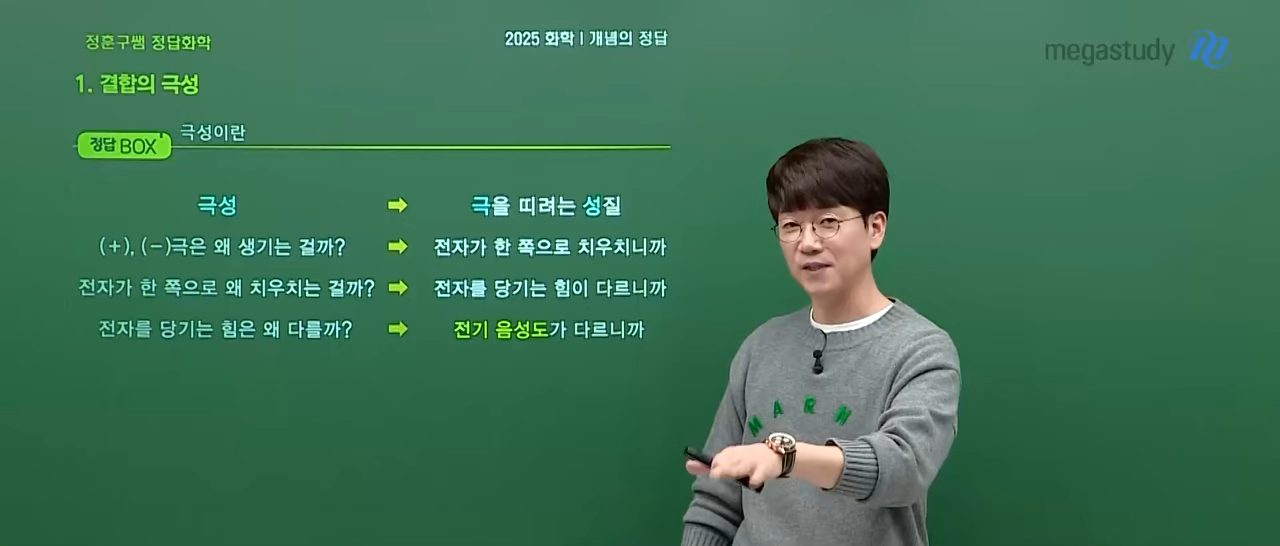 정훈구쌤 정답화학
2025 화학 I 개념의 정답
megastudy
1. 결합의 극성
정답 BOX
극성이란
극성 ➡ 극을 띠려는 성질
(+), (-)극은 왜 생기는 걸까? ➡ 전자가 한 쪽으로 치우치니까
전자가 한 쪽으로 왜 치우치는 걸까? ➡ 전자를 당기는 힘이 다르니까
전자를 당기는 힘은 왜 다를까? ➡ 전기 음성도가 다르니까
MARN